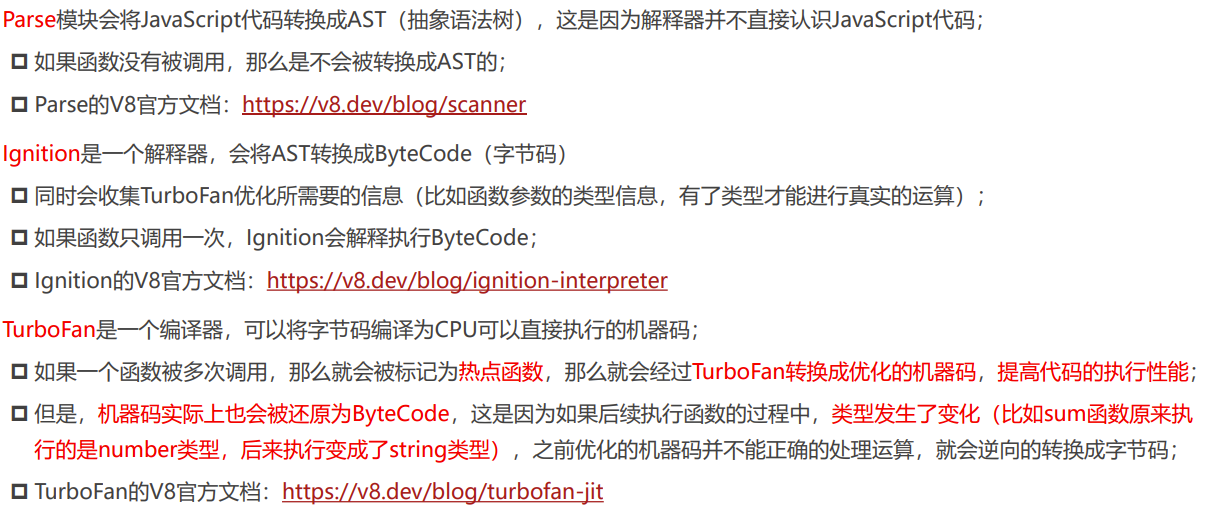 Parse模块会将JavaScript代码转换成AST（抽象语法树），这是因为解释器并不直接认识JavaScript代码；
如果函数没有被调用，那么是不会被转换成AST的；
Parse的V8官方文档：https://v8.dev/blog/scanner
Ignition是一个解释器，会将AST转换成ByteCode（字节码）
同时会收集TurboFan优化所需要的信息（比如函数参数的类型信息，有了类型才能进行真实的运算）；
如果函数只调用一次，Ignition会解释执行ByteCode；
Ignition的V8官方文档：https://v8.dev/blog/ignition-interpreter
TurboFan是一个编译器，可以将字节码编译为CPU可以直接执行的机器码；
如果一个函数被多次调用，那么就会被标记为热点函数，那么就会经过TurboFan转换成优化的机器码，提高代码的执行性能；
但是，机器码实际上也会被还原为ByteCode，这是因为如果后续执行函数的过程中，类型发生了变化（比如sum函数原来执
行的是number类型，后来执行变成了string类型），之前优化的机器码并不能正确的处理运算，就会逆向的转换成字节码；
TurboFan的V8官方文档：https://v8.dev/blog/turbofan-jit